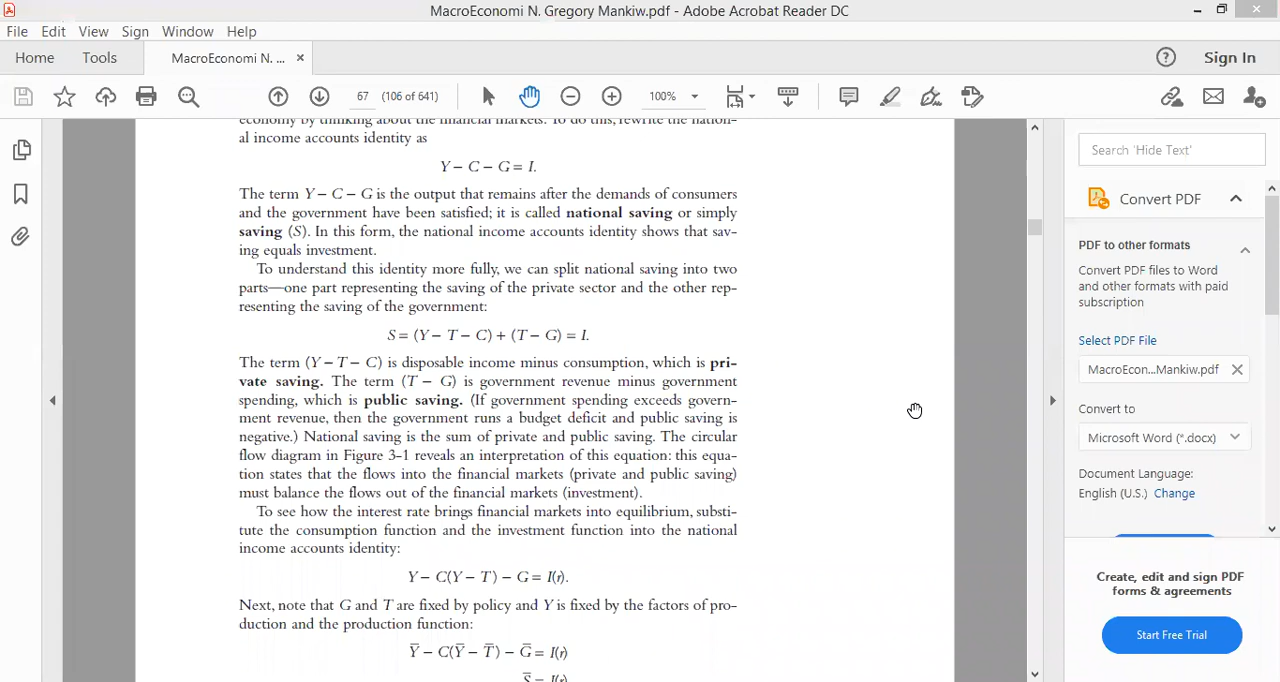 MacroEconomi N. Gregory Mankiw.pdf - Adobe Acrobat Reader DC
File Edit View Sign Window Help
Home Tools MacroEconomi N. ... × ? Sign In
67 (106 of 641) 100%
economy by thinking about the financial markets. To do this, rewrite the nation-
al income accounts identity as
Y − C − G = I.
The term Y − C − G is the output that remains after the demands of consumers
and the government have been satisfied; it is called national saving or simply
saving (S). In this form, the national income accounts identity shows that sav-
ing equals investment.
To understand this identity more fully, we can split national saving into two
parts—one part representing the saving of the private sector and the other rep-
resenting the saving of the government:
S = (Y − T − C) + (T − G) = I.
The term (Y − T − C) is disposable income minus consumption, which is pri-
vate saving. The term (T − G) is government revenue minus government
spending, which is public saving. (If government spending exceeds govern-
ment revenue, then the government runs a budget deficit and public saving is
negative.) National saving is the sum of private and public saving. The circular
flow diagram in Figure 3-1 reveals an interpretation of this equation: this equa-
tion states that the flows into the financial markets (private and public saving)
must balance the flows out of the financial markets (investment).
To see how the interest rate brings financial markets into equilibrium, substi-
tute the consumption function and the investment function into the national
income accounts identity:
Y − C(Y − T) − G = I(r).
Next, note that G and T are fixed by policy and Y is fixed by the factors of pro-
duction and the production function:
Y̅ − C(Y̅ − T̅) − G̅ = I(r)
S̅ = I(r)
Search 'Hide Text'
Convert PDF
PDF to other formats
Convert PDF files to Word
and other formats with paid
subscription
Select PDF File
MacroEcon...Mankiw.pdf
Convert to
Microsoft Word (*.docx)
Document Language:
English (U.S.) Change
Create, edit and sign PDF
forms & agreements
Start Free Trial